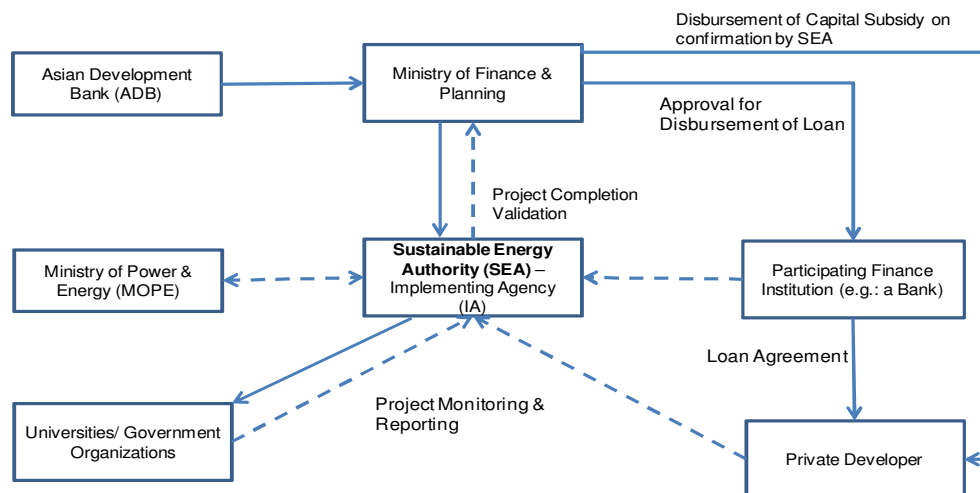 Disbursement of Capital Subsidy on
confirmation by SEA
Asian Development
Bank (ADB)
Ministry of Finance &
Planning
Approval for
Disbursement of Loan
Project Completion
Validation
Ministry of Power &
Energy (MOPE)
Sustainable Energy
Authority (SEA) –
Implementing Agency
(IA)
Participating Finance
Institution (e.g.: a Bank)
Loan Agreement
Project Monitoring &
Reporting
Universities/ Government
Organizations
Private Developer